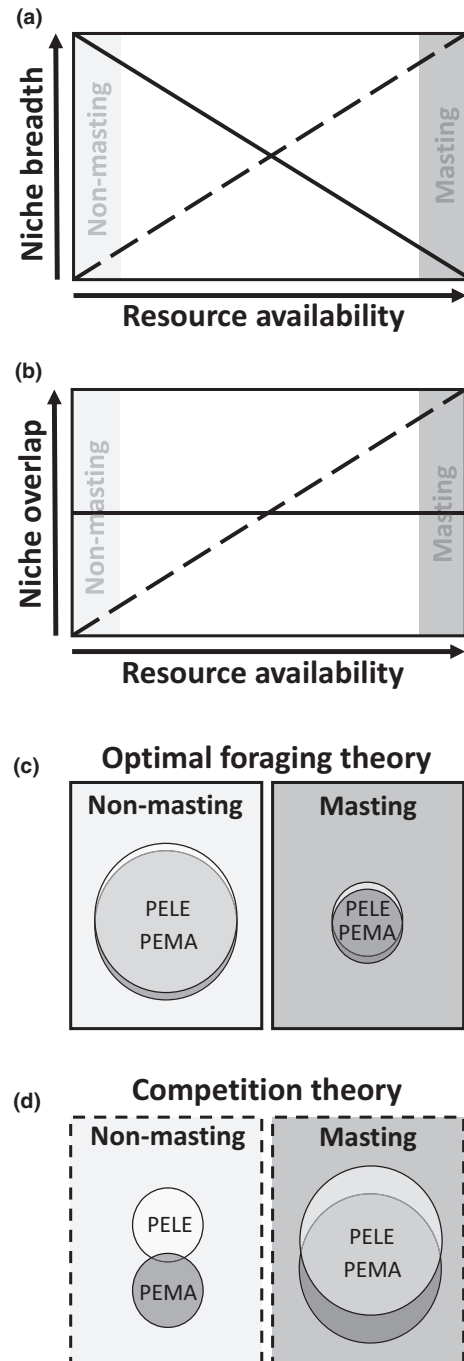 (a)
Niche breadth
Non-masting
Masting
Resource availability
(b)
Niche overlap
Non-masting
Masting
Resource availability
(c)
Optimal foraging theory
Non-masting
Masting
PELE
PEMA
PELE
PEMA
(d)
Competition theory
Non-masting
Masting
PELE
PEMA
PELE
PEMA